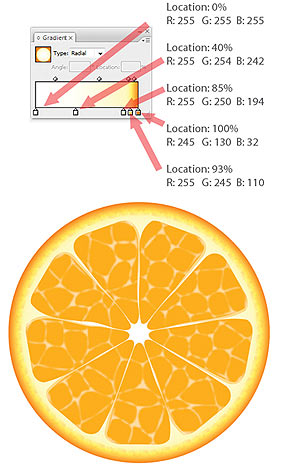 Location: 0%
R: 255 G: 255 B: 255
Gradient ×
Type: Radial
Angle: Location: %
Location: 40%
R: 255 G: 254 B: 242
Location: 85%
R: 255 G: 250 B: 194
Location: 100%
R: 245 G: 130 B: 32
Location: 93%
R: 255 G: 245 B: 110